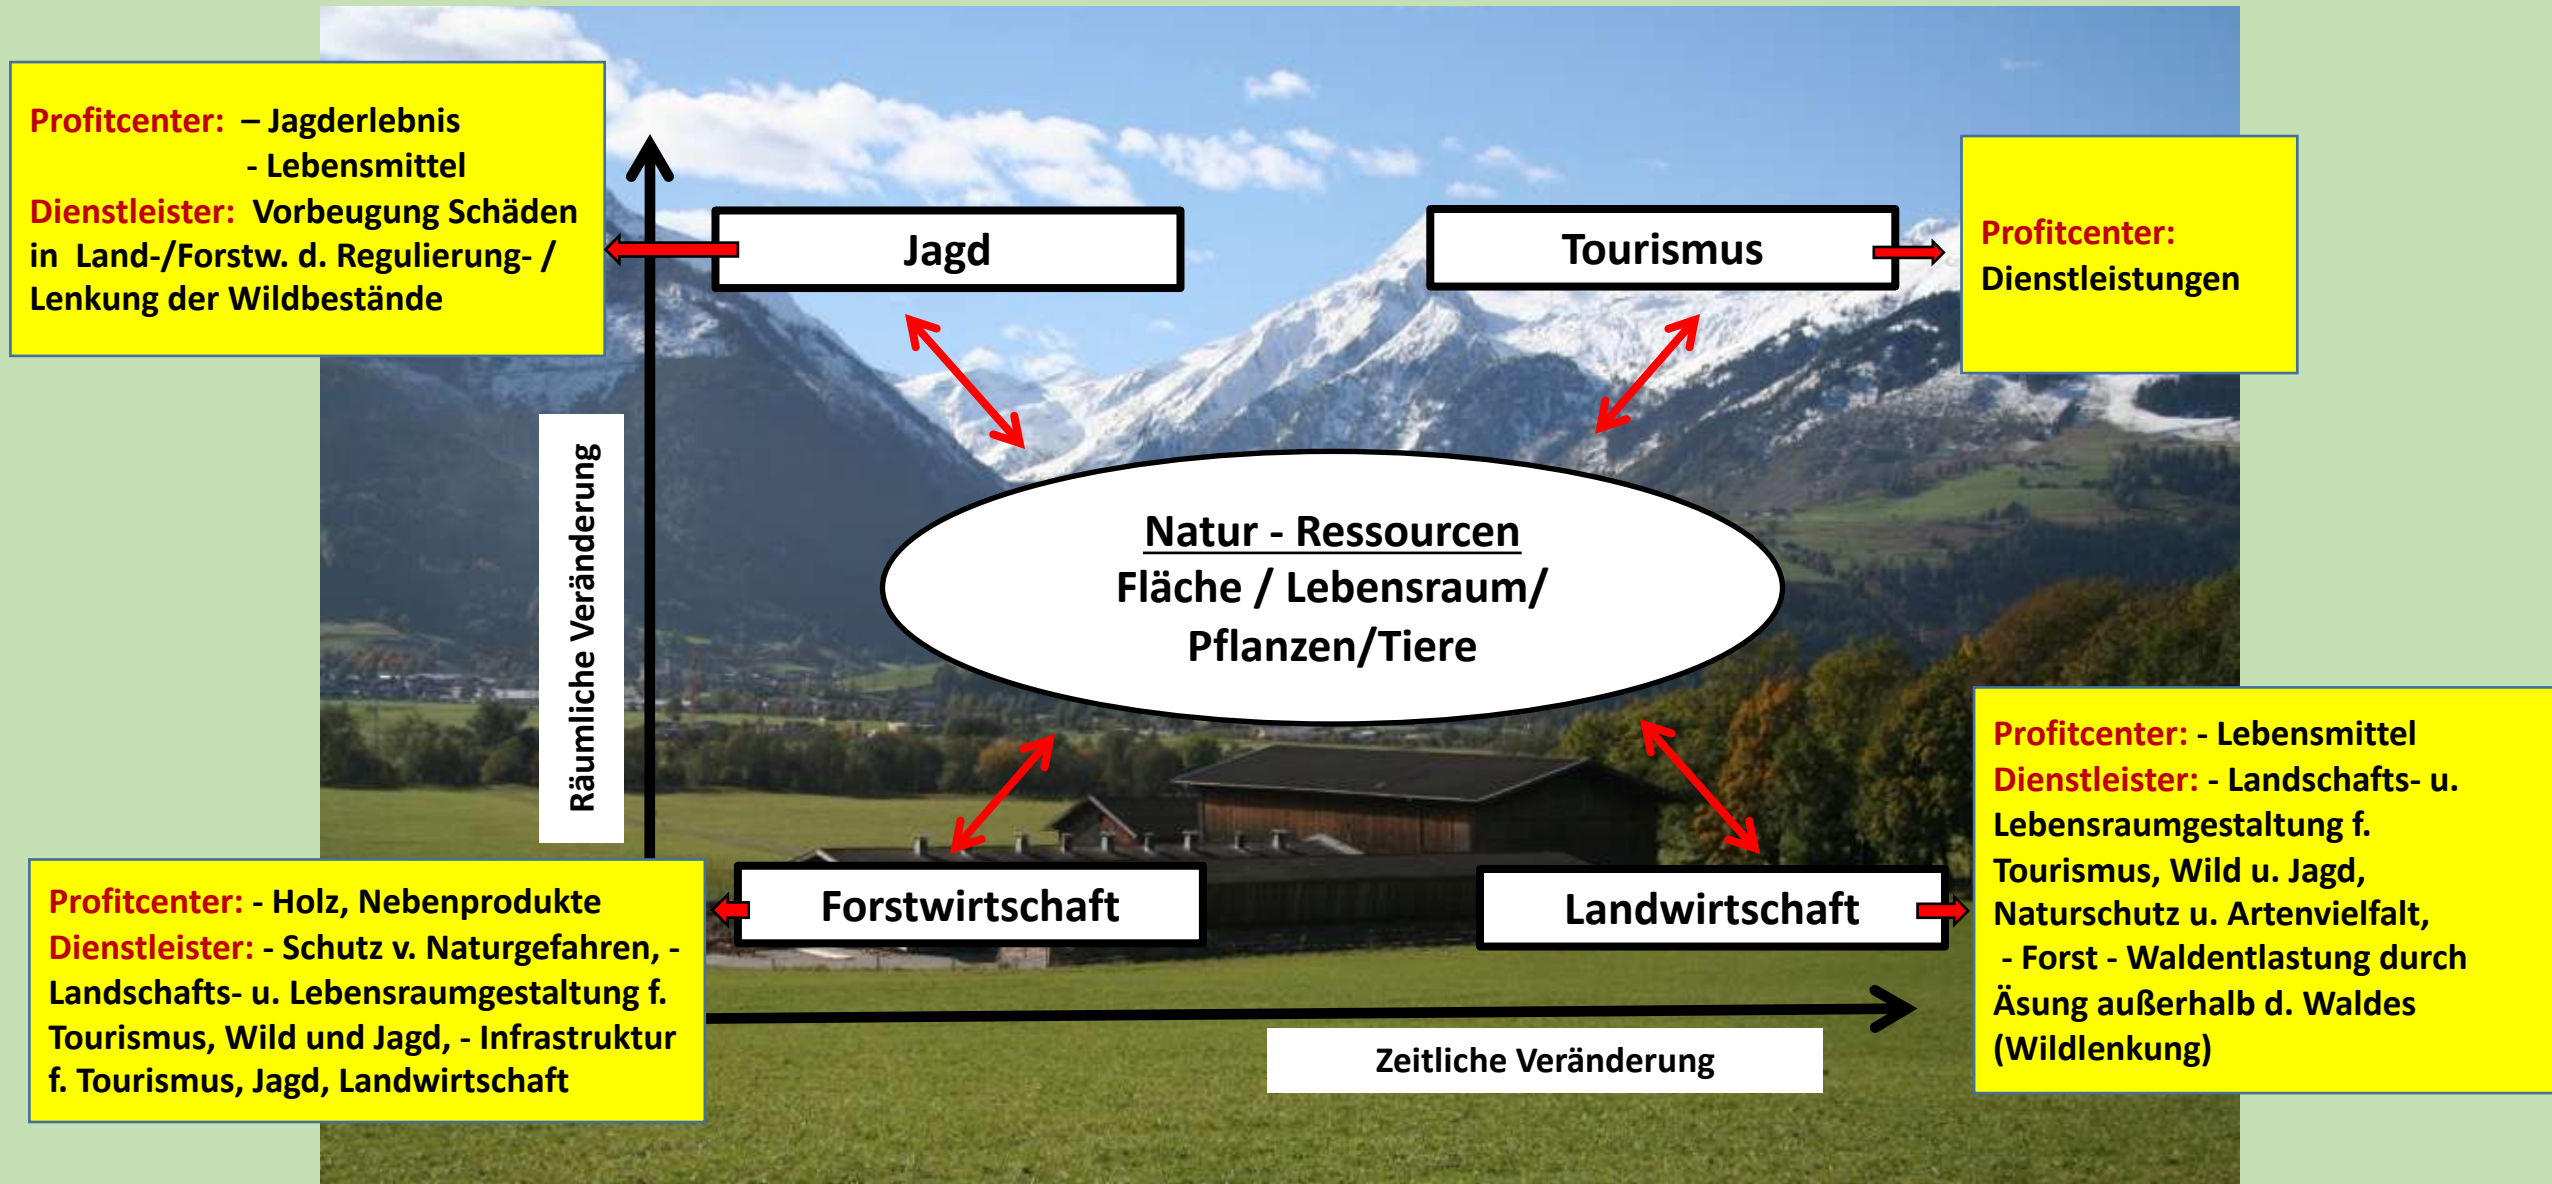 Profitcenter: – Jagderlebnis
- Lebensmittel
Dienstleister: Vorbeugung Schäden
in Land-/Forstw. d. Regulierung- /
Lenkung der Wildbestände
Jagd
Tourismus
Profitcenter:
Dienstleistungen
Räumliche Veränderung
Natur - Ressourcen
Fläche / Lebensraum/
Pflanzen/Tiere
Profitcenter: - Holz, Nebenprodukte
Dienstleister: - Schutz v. Naturgefahren, -
Landschafts- u. Lebensraumgestaltung f.
Tourismus, Wild und Jagd, - Infrastruktur
f. Tourismus, Jagd, Landwirtschaft
Forstwirtschaft
Landwirtschaft
Profitcenter: - Lebensmittel
Dienstleister: - Landschafts- u.
Lebensraumgestaltung f.
Tourismus, Wild u. Jagd,
Naturschutz u. Artenvielfalt,
- Forst - Waldentlastung durch
Äsung außerhalb d. Waldes
(Wildlenkung)
Zeitliche Veränderung